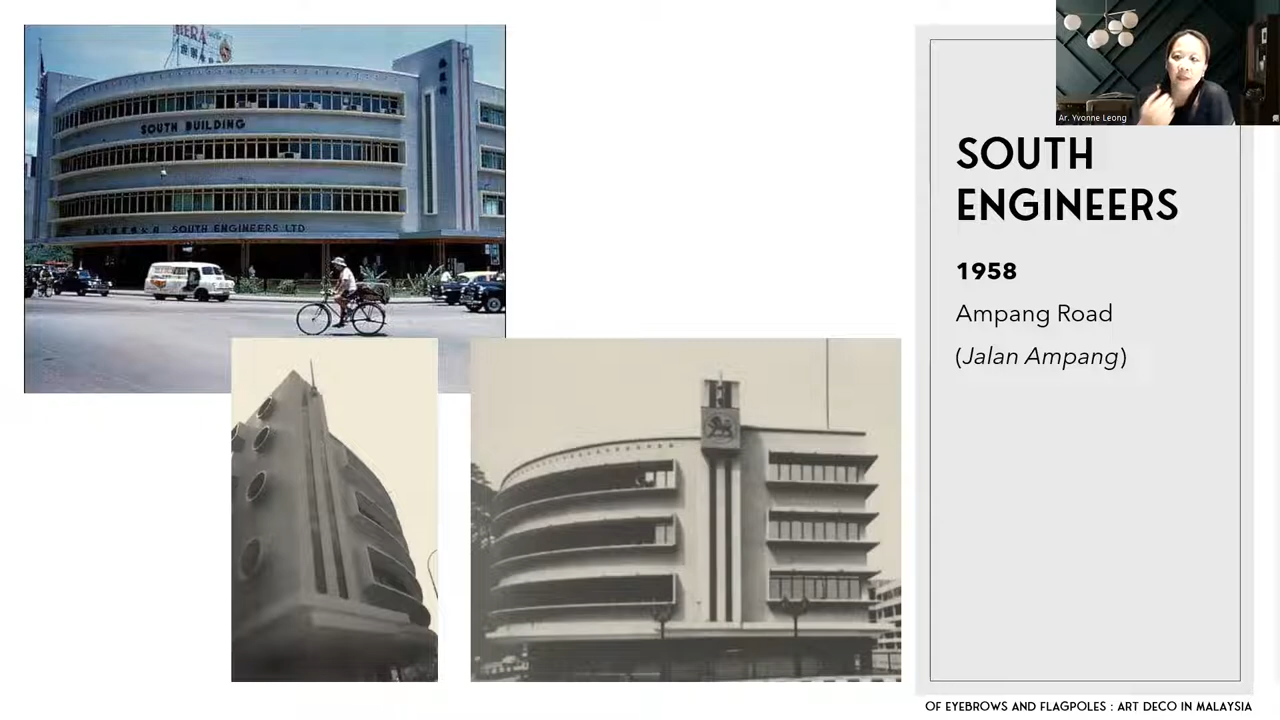 SOUTH BUILDING
SOUTH ENGINEERS LTD
Ar. Yvonne Leong
SOUTH
ENGINEERS
1958
Ampang Road
(Jalan Ampang)
OF EYEBROWS AND FLAGPOLES : ART DECO IN MALAYSIA